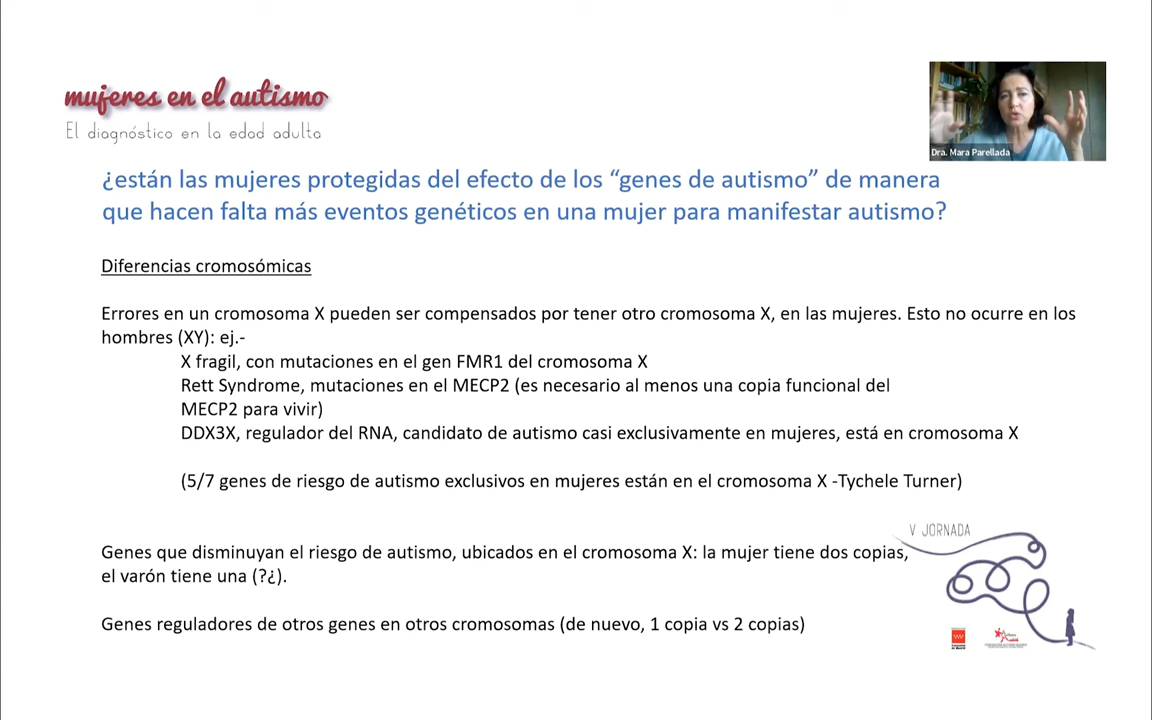 mujeres en el autismo
El diagnóstico en la edad adulta
Dra. Mara Parellada
¿están las mujeres protegidas del efecto de los “genes de autismo” de manera
que hacen falta más eventos genéticos en una mujer para manifestar autismo?
Diferencias cromosómicas
Errores en un cromosoma X pueden ser compensados por tener otro cromosoma X, en las mujeres. Esto no ocurre en los
hombres (XY): ej.-
X fragil, con mutaciones en el gen FMR1 del cromosoma X
Rett Syndrome, mutaciones en el MECP2 (es necesario al menos una copia funcional del
MECP2 para vivir)
DDX3X, regulador del RNA, candidato de autismo casi exclusivamente en mujeres, está en cromosoma X
(5/7 genes de riesgo de autismo exclusivos en mujeres están en el cromosoma X -Tychele Turner)
V JORNADA
Genes que disminuyan el riesgo de autismo, ubicados en el cromosoma X: la mujer tiene dos copias,
el varón tiene una (?¿).
Genes reguladores de otros genes en otros cromosomas (de nuevo, 1 copia vs 2 copias)